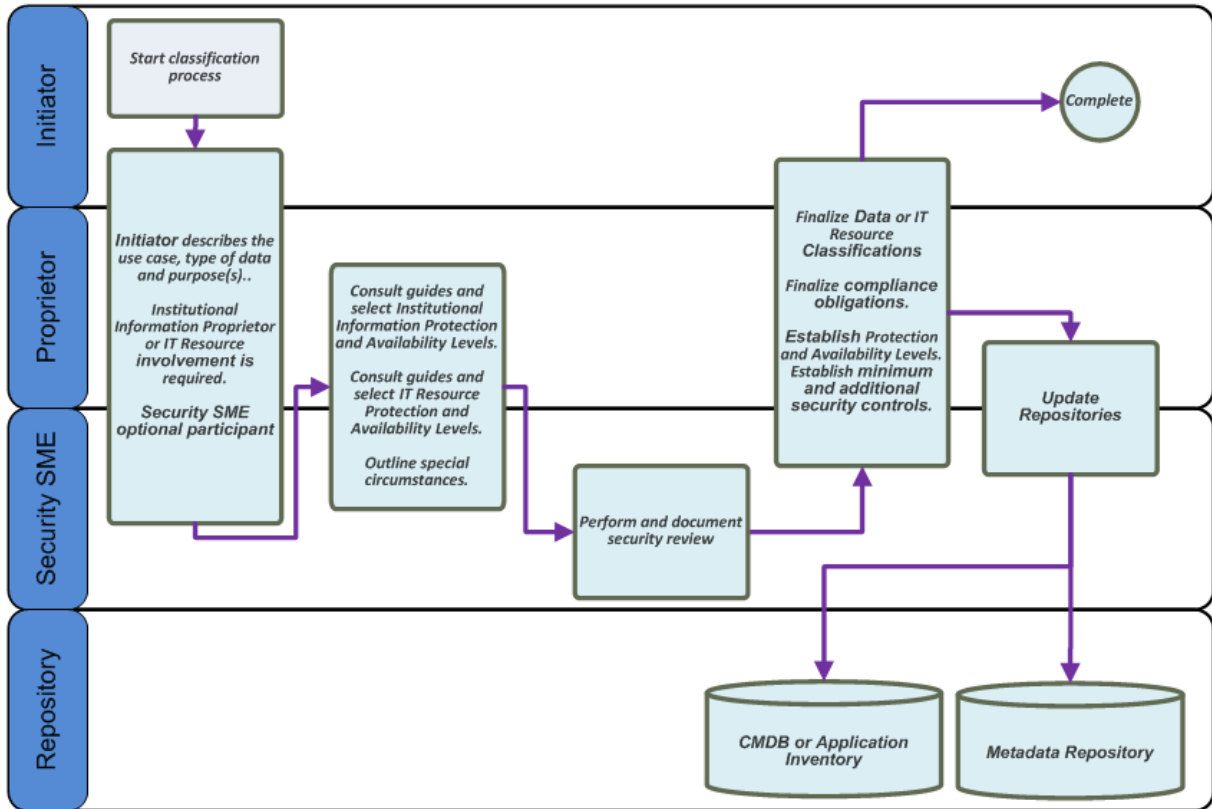 Initiator
Start classification
process
Complete
Proprietor
Initiator describes the
use case, type of data
and purpose(s)..
Institutional
Information Proprietor
or IT Resource
involvement is
required.
Security SME
optional participant
Consult guides and
select Institutional
Information Protection
and Availability Levels.
Consult guides and
select IT Resource
Protection and
Availability Levels.
Outline special
circumstances.
Finalize Data or IT
Resource
Classifications
Finalize compliance
obligations.
Establish Protection
and Availability Levels.
Establish minimum
and additional
security controls.
Update
Repositories
Security SME
Perform and document
security review
Repository
CMDB or Application
Inventory
Metadata Repository